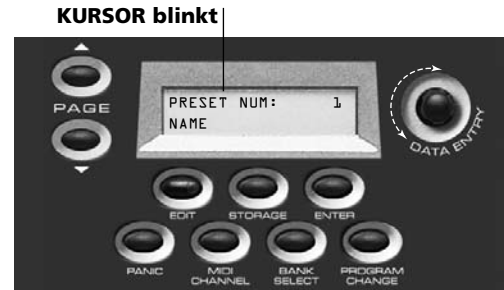 KURSOR blinkt
PAGE
PRESET NUM: 1
NAME
DATA ENTRY
EDIT STORAGE ENTER
PANIC MIDI CHANNEL BANK SELECT PROGRAM CHANGE